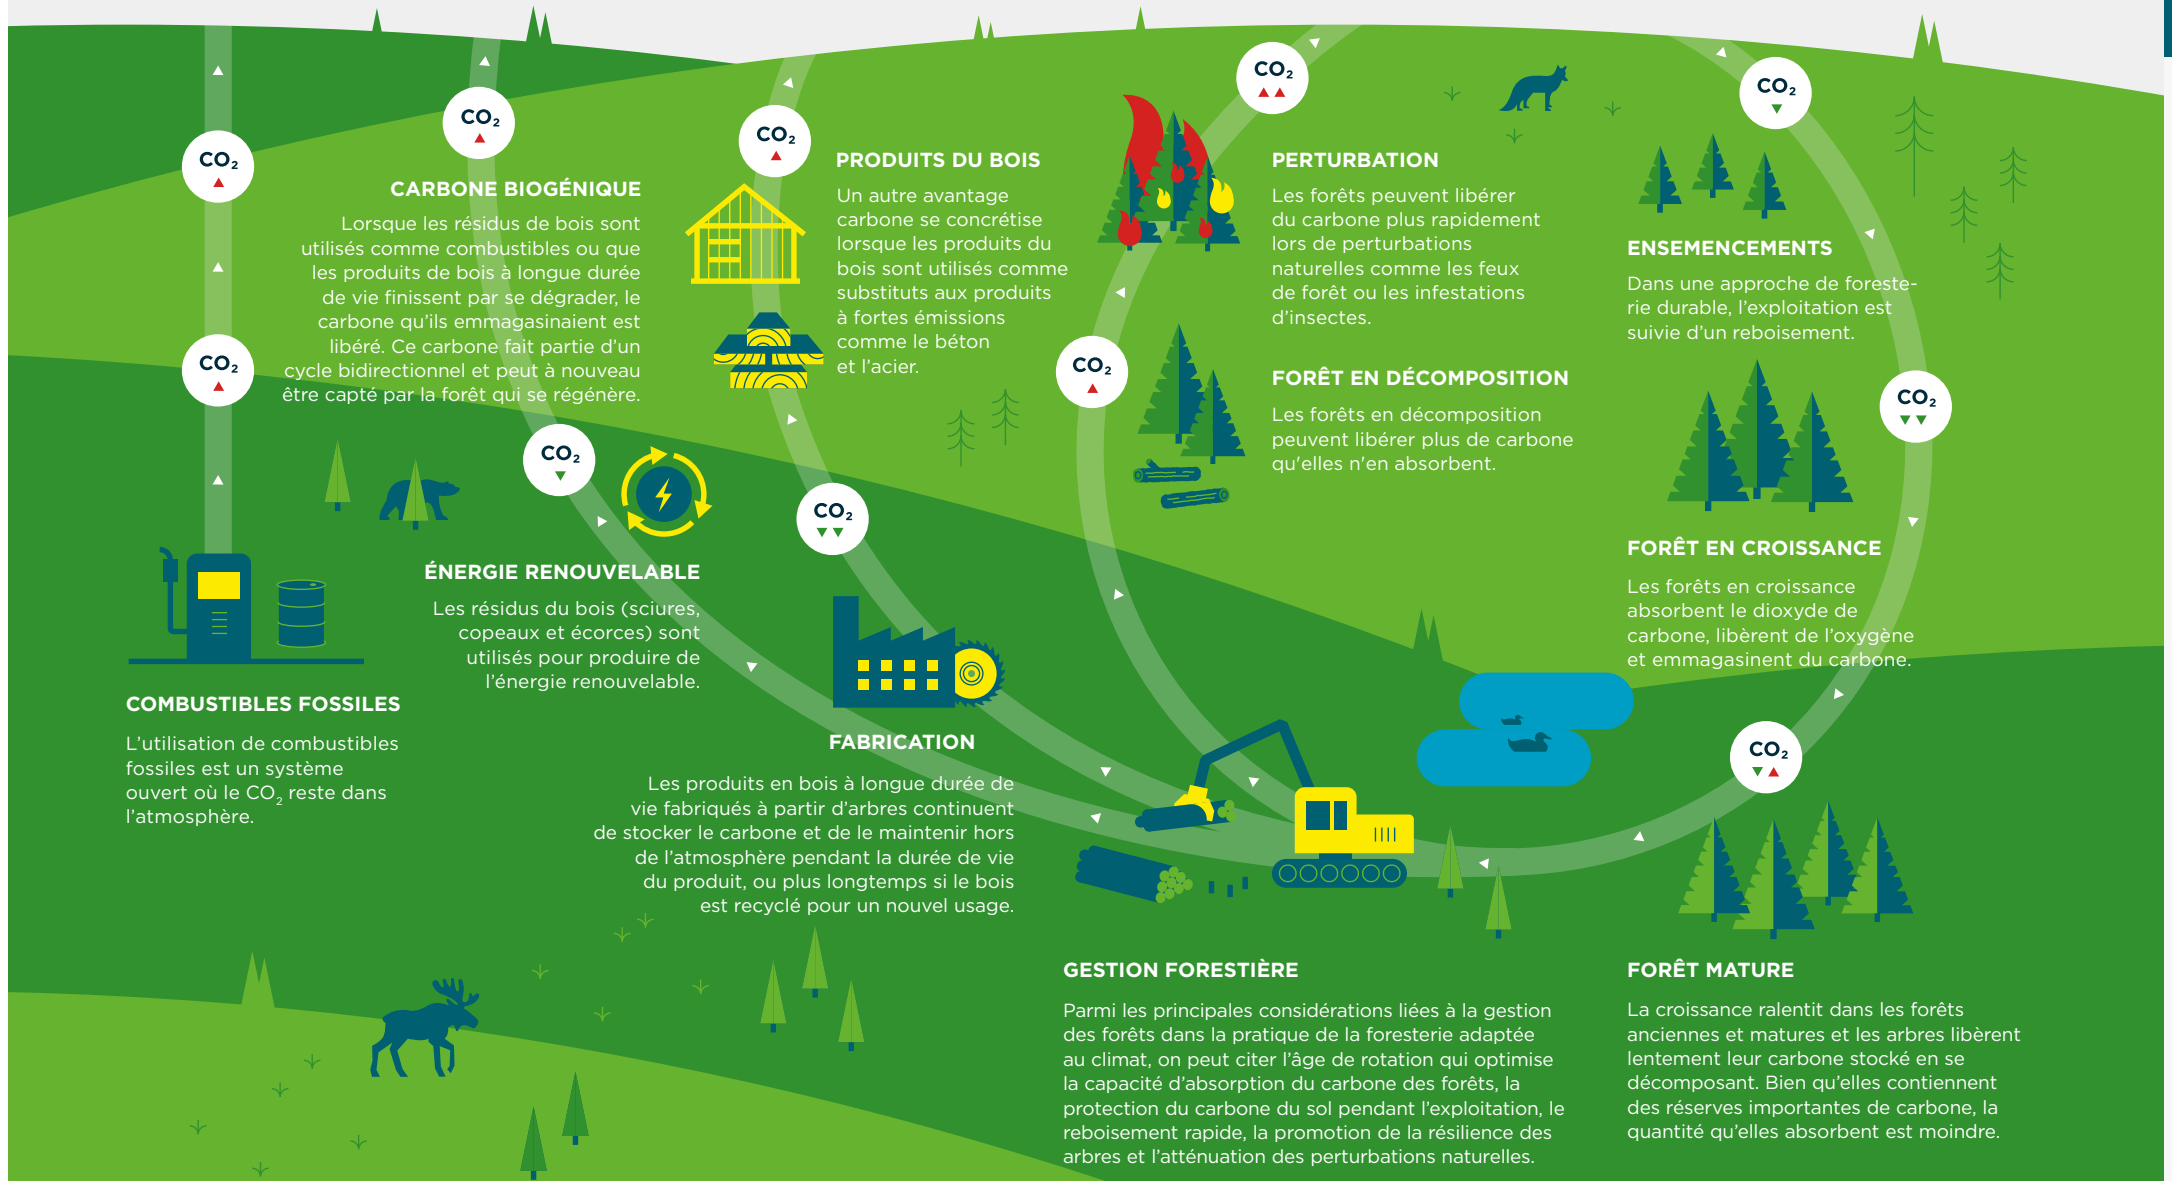 CO₂
CO₂
COMBUSTIBLES FOSSILES
L’utilisation de combustibles
fossiles est un système
ouvert où le CO₂ reste dans
l’atmosphère.
CO₂
CARBONE BIOGÉNIQUE
Lorsque les résidus de bois sont
utilisés comme combustibles ou que
les produits de bois à longue durée
de vie finissent par se dégrader, le
carbone qu’ils emmagasinaient est
libéré. Ce carbone fait partie d’un
cycle bidirectionnel et peut à nouveau
être capté par la forêt qui se régénère.
CO₂
ÉNERGIE RENOUVELABLE
Les résidus du bois (sciures,
copeaux et écorces) sont
utilisés pour produire de
l’énergie renouvelable.
CO₂
PRODUITS DU BOIS
Un autre avantage
carbone se concrétise
lorsque les produits du
bois sont utilisés comme
substituts aux produits
à fortes émissions
comme le béton
et l’acier.
CO₂
FABRICATION
Les produits en bois à longue durée de
vie fabriqués à partir d’arbres continuent
de stocker le carbone et de le maintenir hors
de l’atmosphère pendant la durée de vie
du produit, ou plus longtemps si le bois
est recyclé pour un nouvel usage.
CO₂
PERTURBATION
Les forêts peuvent libérer
du carbone plus rapidement
lors de perturbations
naturelles comme les feux
de forêt ou les infestations
d’insectes.
CO₂
FORÊT EN DÉCOMPOSITION
Les forêts en décomposition
peuvent libérer plus de carbone
qu'elles n'en absorbent.
CO₂
ENSEMENCEMENTS
Dans une approche de foreste-
rie durable, l’exploitation est
suivie d’un reboisement.
CO₂
FORÊT EN CROISSANCE
Les forêts en croissance
absorbent le dioxyde de
carbone, libèrent de l’oxygène
et emmagasinent du carbone.
CO₂
GESTION FORESTIÈRE
Parmi les principales considérations liées à la gestion
des forêts dans la pratique de la foresterie adaptée
au climat, on peut citer l’âge de rotation qui optimise
la capacité d’absorption du carbone des forêts, la
protection du carbone du sol pendant l’exploitation, le
reboisement rapide, la promotion de la résilience des
arbres et l’atténuation des perturbations naturelles.
FORÊT MATURE
La croissance ralentit dans les forêts
anciennes et matures et les arbres libèrent
lentement leur carbone stocké en se
décomposant. Bien qu’elles contiennent
des réserves importantes de carbone, la
quantité qu’elles absorbent est moindre.